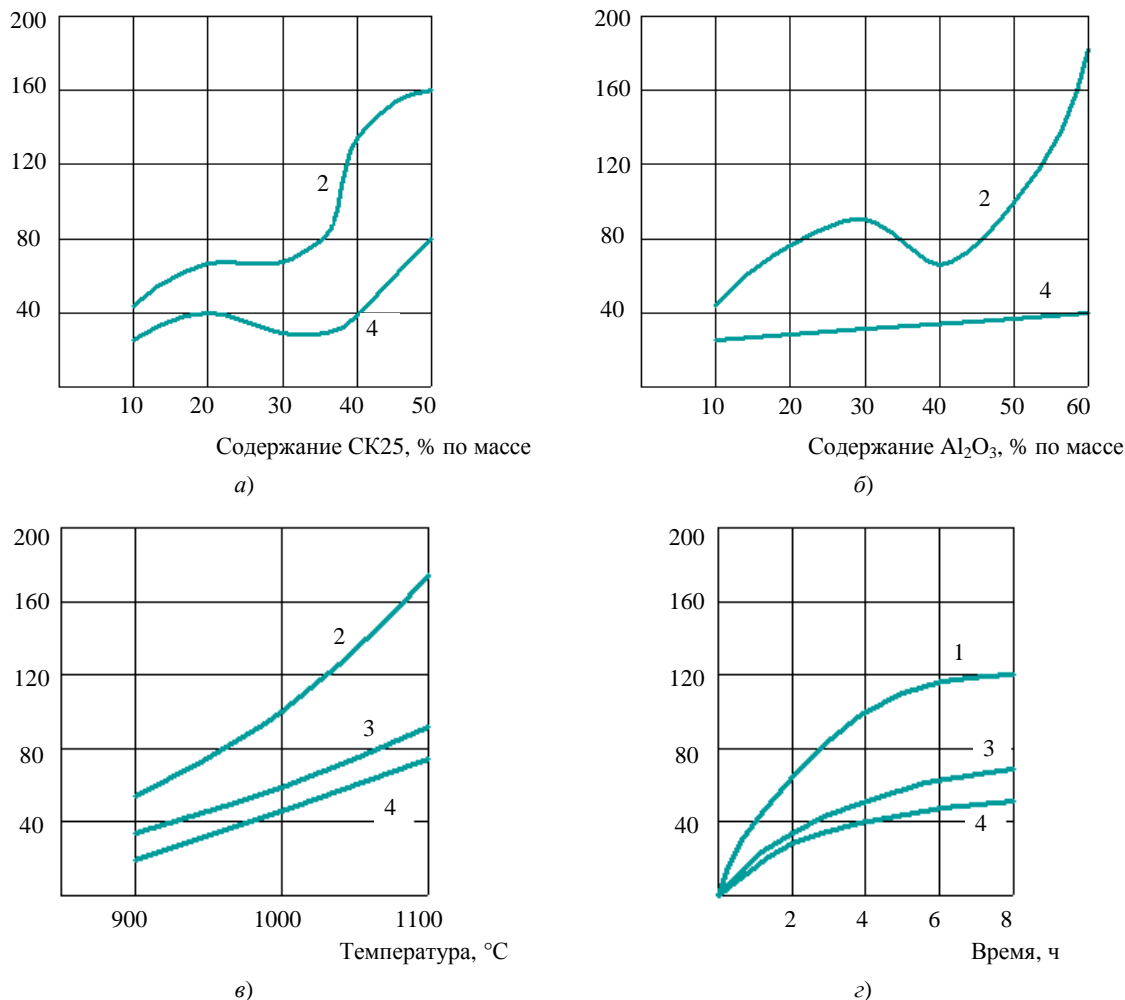 200
160
120
80
40
2
4
10 20 30 40 50
Содержание СК25, % по массе
а)
200
160
120
80
40
2
4
10 20 30 40 50 60
Содержание Al₂O₃, % по массе
б)
200
160
120
80
40
2
3
4
900 1000 1100
Температура, °С
в)
200
160
120
80
40
1
3
4
2 4 6 8
Время, ч
г)